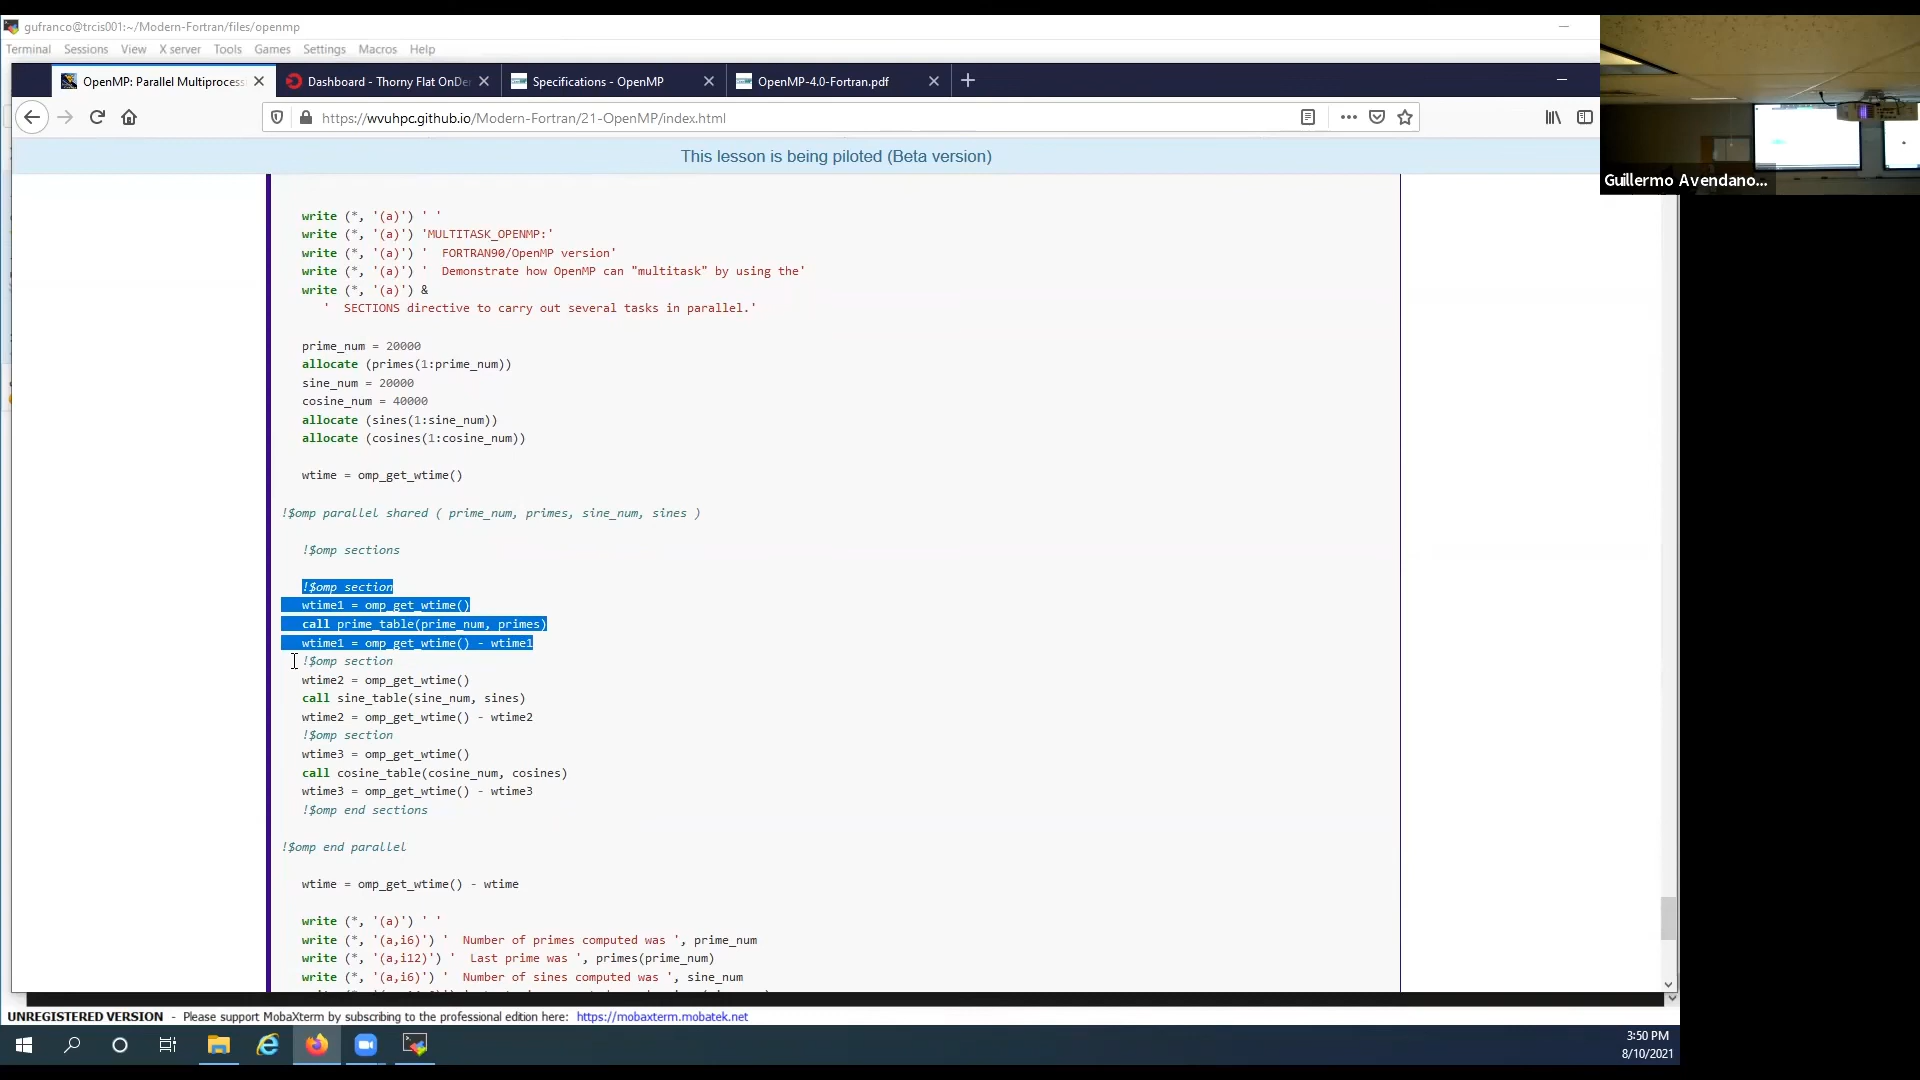 gufranco@trcis001:~/Modern-Fortran/files/openmp
Terminal Sessions View X server Tools Games Settings Macros Help
OpenMP: Parallel Multiprocess
Dashboard - Thorny Flat OnDe
Specifications - OpenMP
OpenMP-4.0-Fortran.pdf
https://wvuhpc.github.io/Modern-Fortran/21-OpenMP/index.html
Guillermo Avendano...
This lesson is being piloted (Beta version)
write (*, '(a)') ' '
write (*, '(a)') 'MULTITASK_OPENMP:'
write (*, '(a)') '  FORTRAN90/OpenMP version'
write (*, '(a)') '  Demonstrate how OpenMP can "multitask" by using the'
write (*, '(a)') &
'  SECTIONS directive to carry out several tasks in parallel.'
prime_num = 20000
allocate (primes(1:prime_num))
sine_num = 20000
cosine_num = 40000
allocate (sines(1:sine_num))
allocate (cosines(1:cosine_num))
wtime = omp_get_wtime()
!$omp parallel shared ( prime_num, primes, sine_num, sines )
!$omp sections
!$omp section
wtime1 = omp_get_wtime()
call prime_table(prime_num, primes)
wtime1 = omp_get_wtime() - wtime1
!$omp section
wtime2 = omp_get_wtime()
call sine_table(sine_num, sines)
wtime2 = omp_get_wtime() - wtime2
!$omp section
wtime3 = omp_get_wtime()
call cosine_table(cosine_num, cosines)
wtime3 = omp_get_wtime() - wtime3
!$omp end sections
!$omp end parallel
wtime = omp_get_wtime() - wtime
write (*, '(a)') ' '
write (*, '(a,i6)') '  Number of primes computed was ', prime_num
write (*, '(a,i12)') '  Last prime was ', primes(prime_num)
write (*, '(a,i6)') '  Number of sines computed was ', sine_num
UNREGISTERED VERSION - Please support MobaXterm by subscribing to the professional edition here: https://mobaxterm.mobatek.net
3:50 PM
8/10/2021